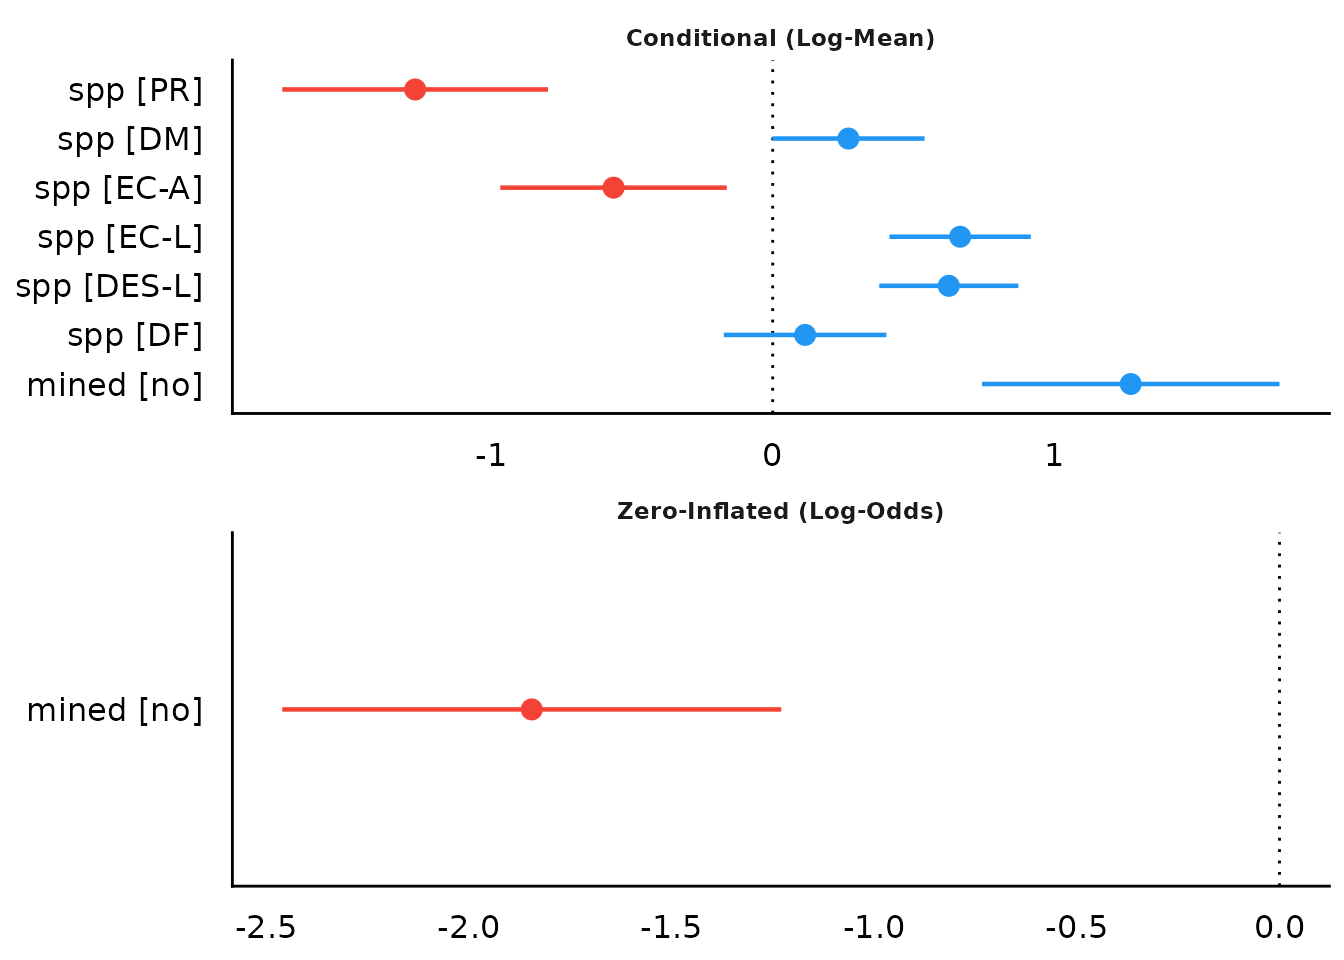 Conditional (Log-Mean)
spp [PR]
spp [DM]
spp [EC-A]
spp [EC-L]
spp [DES-L]
spp [DF]
mined [no]
-1 0 1
Zero-Inflated (Log-Odds)
mined [no]
-2.5 -2.0 -1.5 -1.0 -0.5 0.0